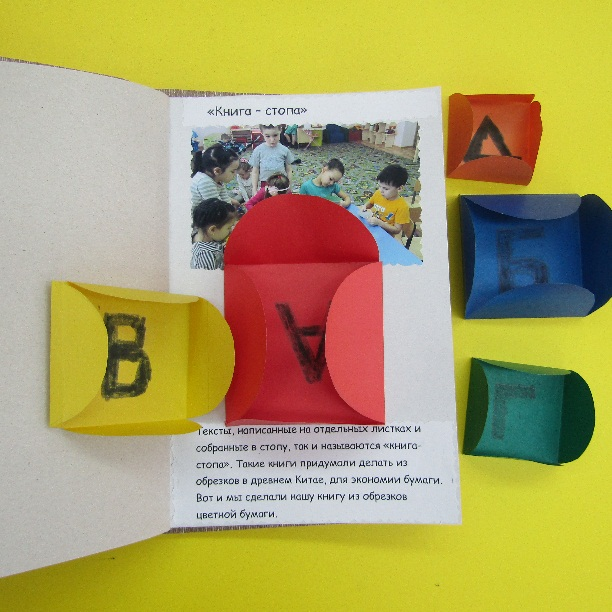 «Книга – стопа»
Д
Б
В
А
Г
Тексты, написанные на отдельных листках и
собранные в стопу, так и называются «книга-
стопа». Такие книги придумали делать из
обрезков в древнем Китае, для экономии бумаги.
Вот и мы сделали нашу книгу из обрезков
цветной бумаги.